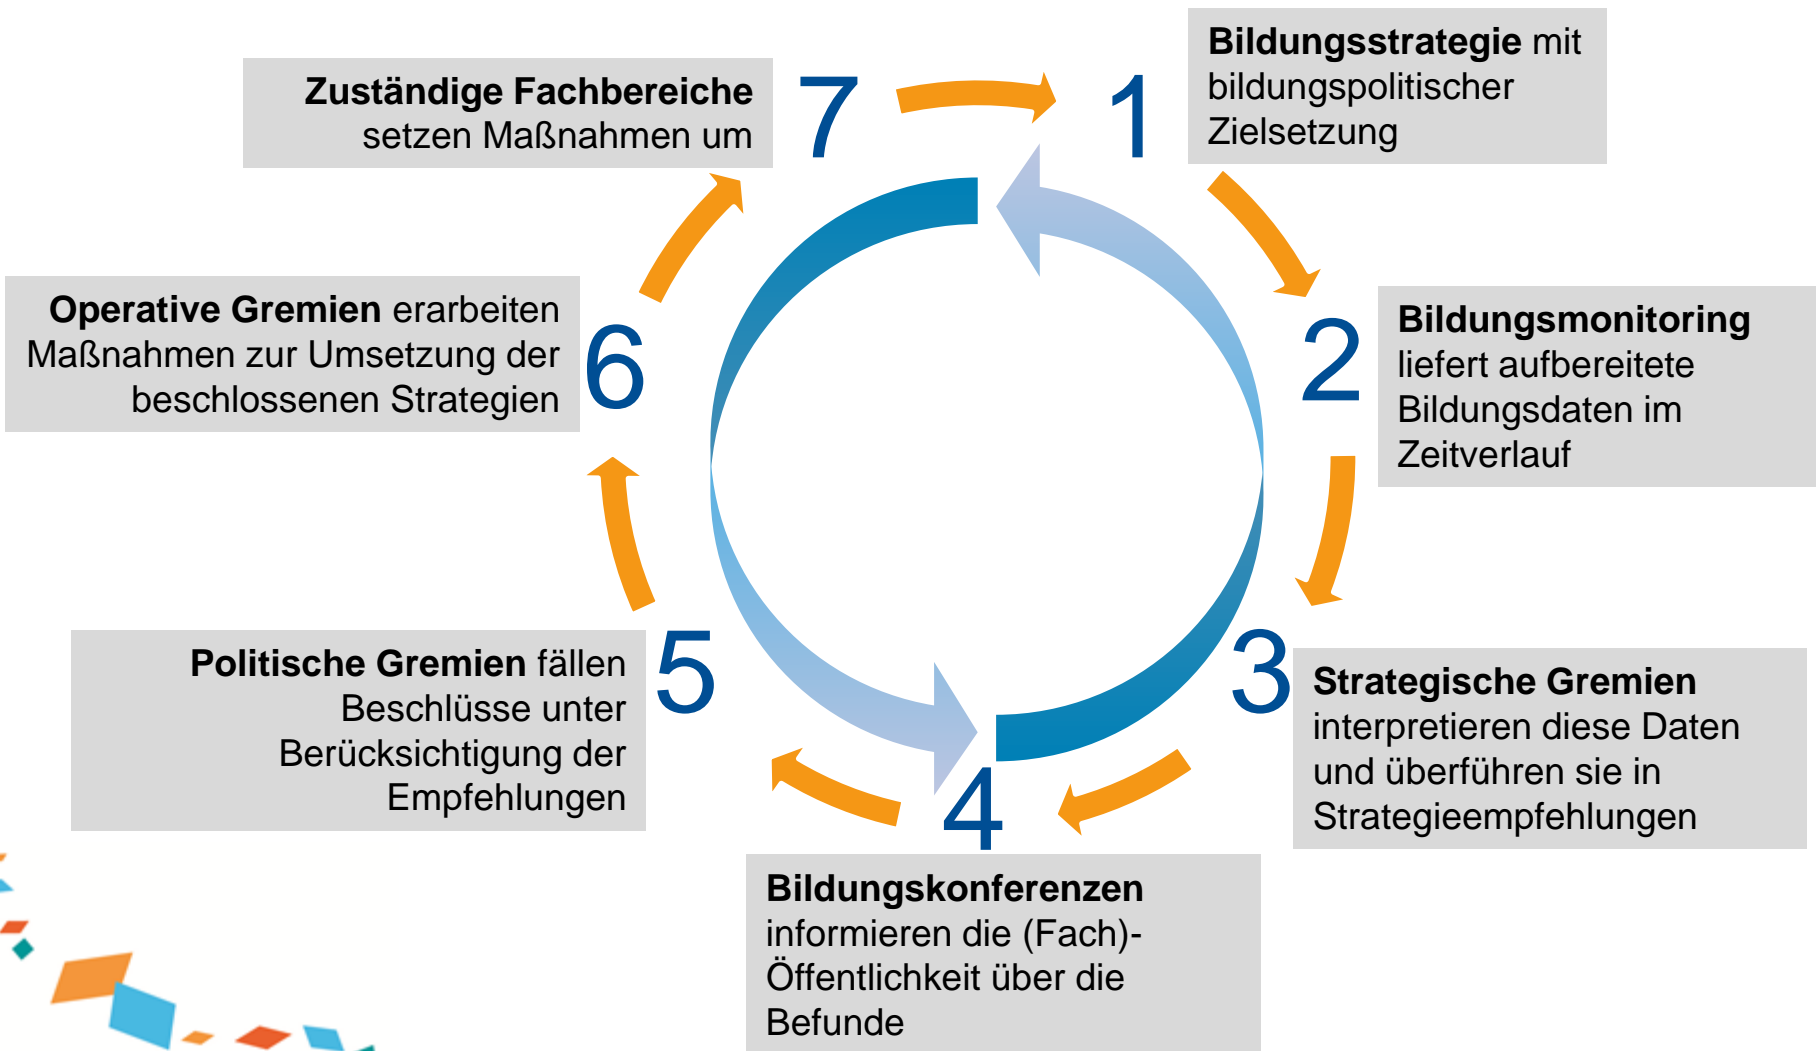 1
Bildungsstrategie mit
bildungspolitischer
Zielsetzung
2
Bildungsmonitoring
liefert aufbereitete
Bildungsdaten im
Zeitverlauf
3
Strategische Gremien
interpretieren diese Daten
und überführen sie in
Strategieempfehlungen
4
Bildungskonferenzen
informieren die (Fach)-
Öffentlichkeit über die
Befunde
5
Politische Gremien fällen
Beschlüsse unter
Berücksichtigung der
Empfehlungen
6
Operative Gremien erarbeiten
Maßnahmen zur Umsetzung der
beschlossenen Strategien
7
Zuständige Fachbereiche
setzen Maßnahmen um